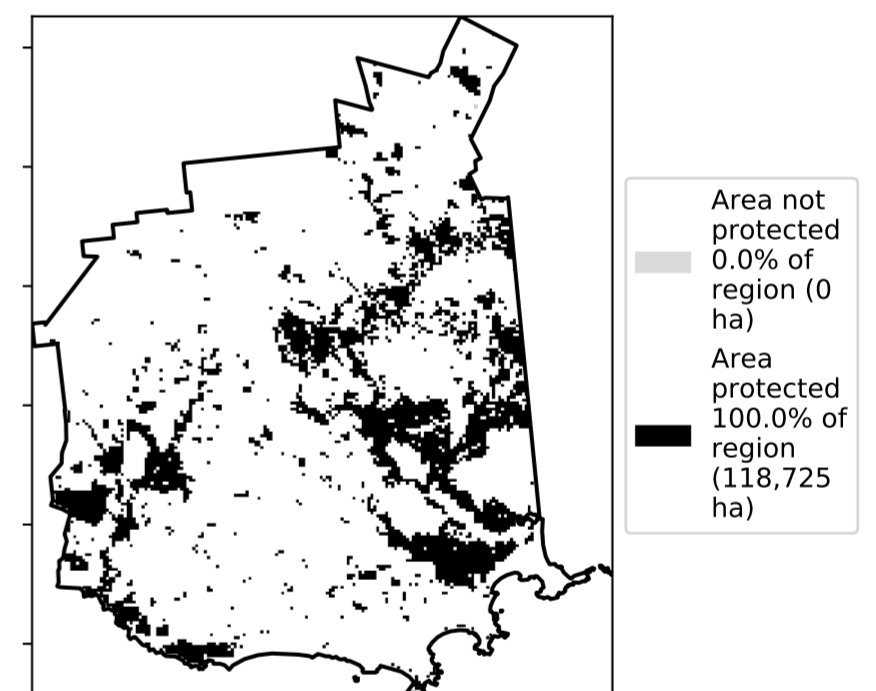 Area not
protected
0.0% of
region (0
ha)
Area
protected
100.0% of
region
(118,725
ha)